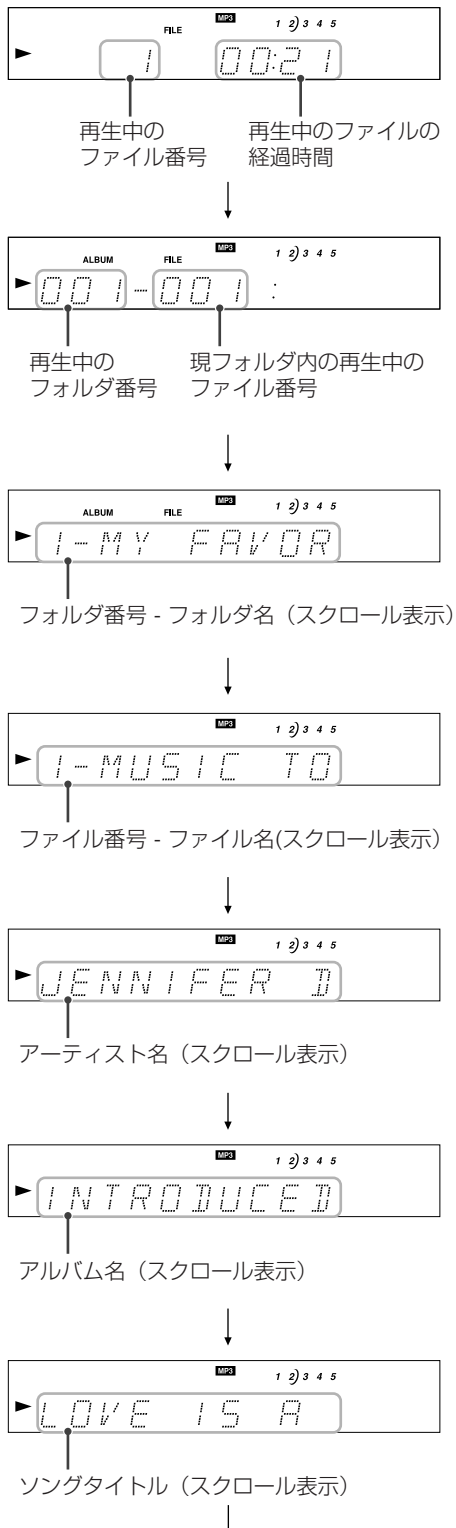 MP3 1 2) 3 4 5
FILE
► 1 00:21
再生中の
ファイル番号
再生中のファイルの
経過時間
MP3 1 2) 3 4 5
ALBUM FILE
► 001-001 :
再生中の
フォルダ番号
現フォルダ内の再生中の
ファイル番号
MP3 1 2) 3 4 5
ALBUM FILE
► 1-MY FAVOR
フォルダ番号 - フォルダ名（スクロール表示）
MP3 1 2) 3 4 5
► 1-MUSIC TO
ファイル番号 - ファイル名(スクロール表示）
MP3 1 2) 3 4 5
► JENNIFER D
アーティスト名（スクロール表示）
MP3 1 2) 3 4 5
► INTRODUCED
アルバム名（スクロール表示）
MP3 1 2) 3 4 5
► LOVE IS A
ソングタイトル（スクロール表示）